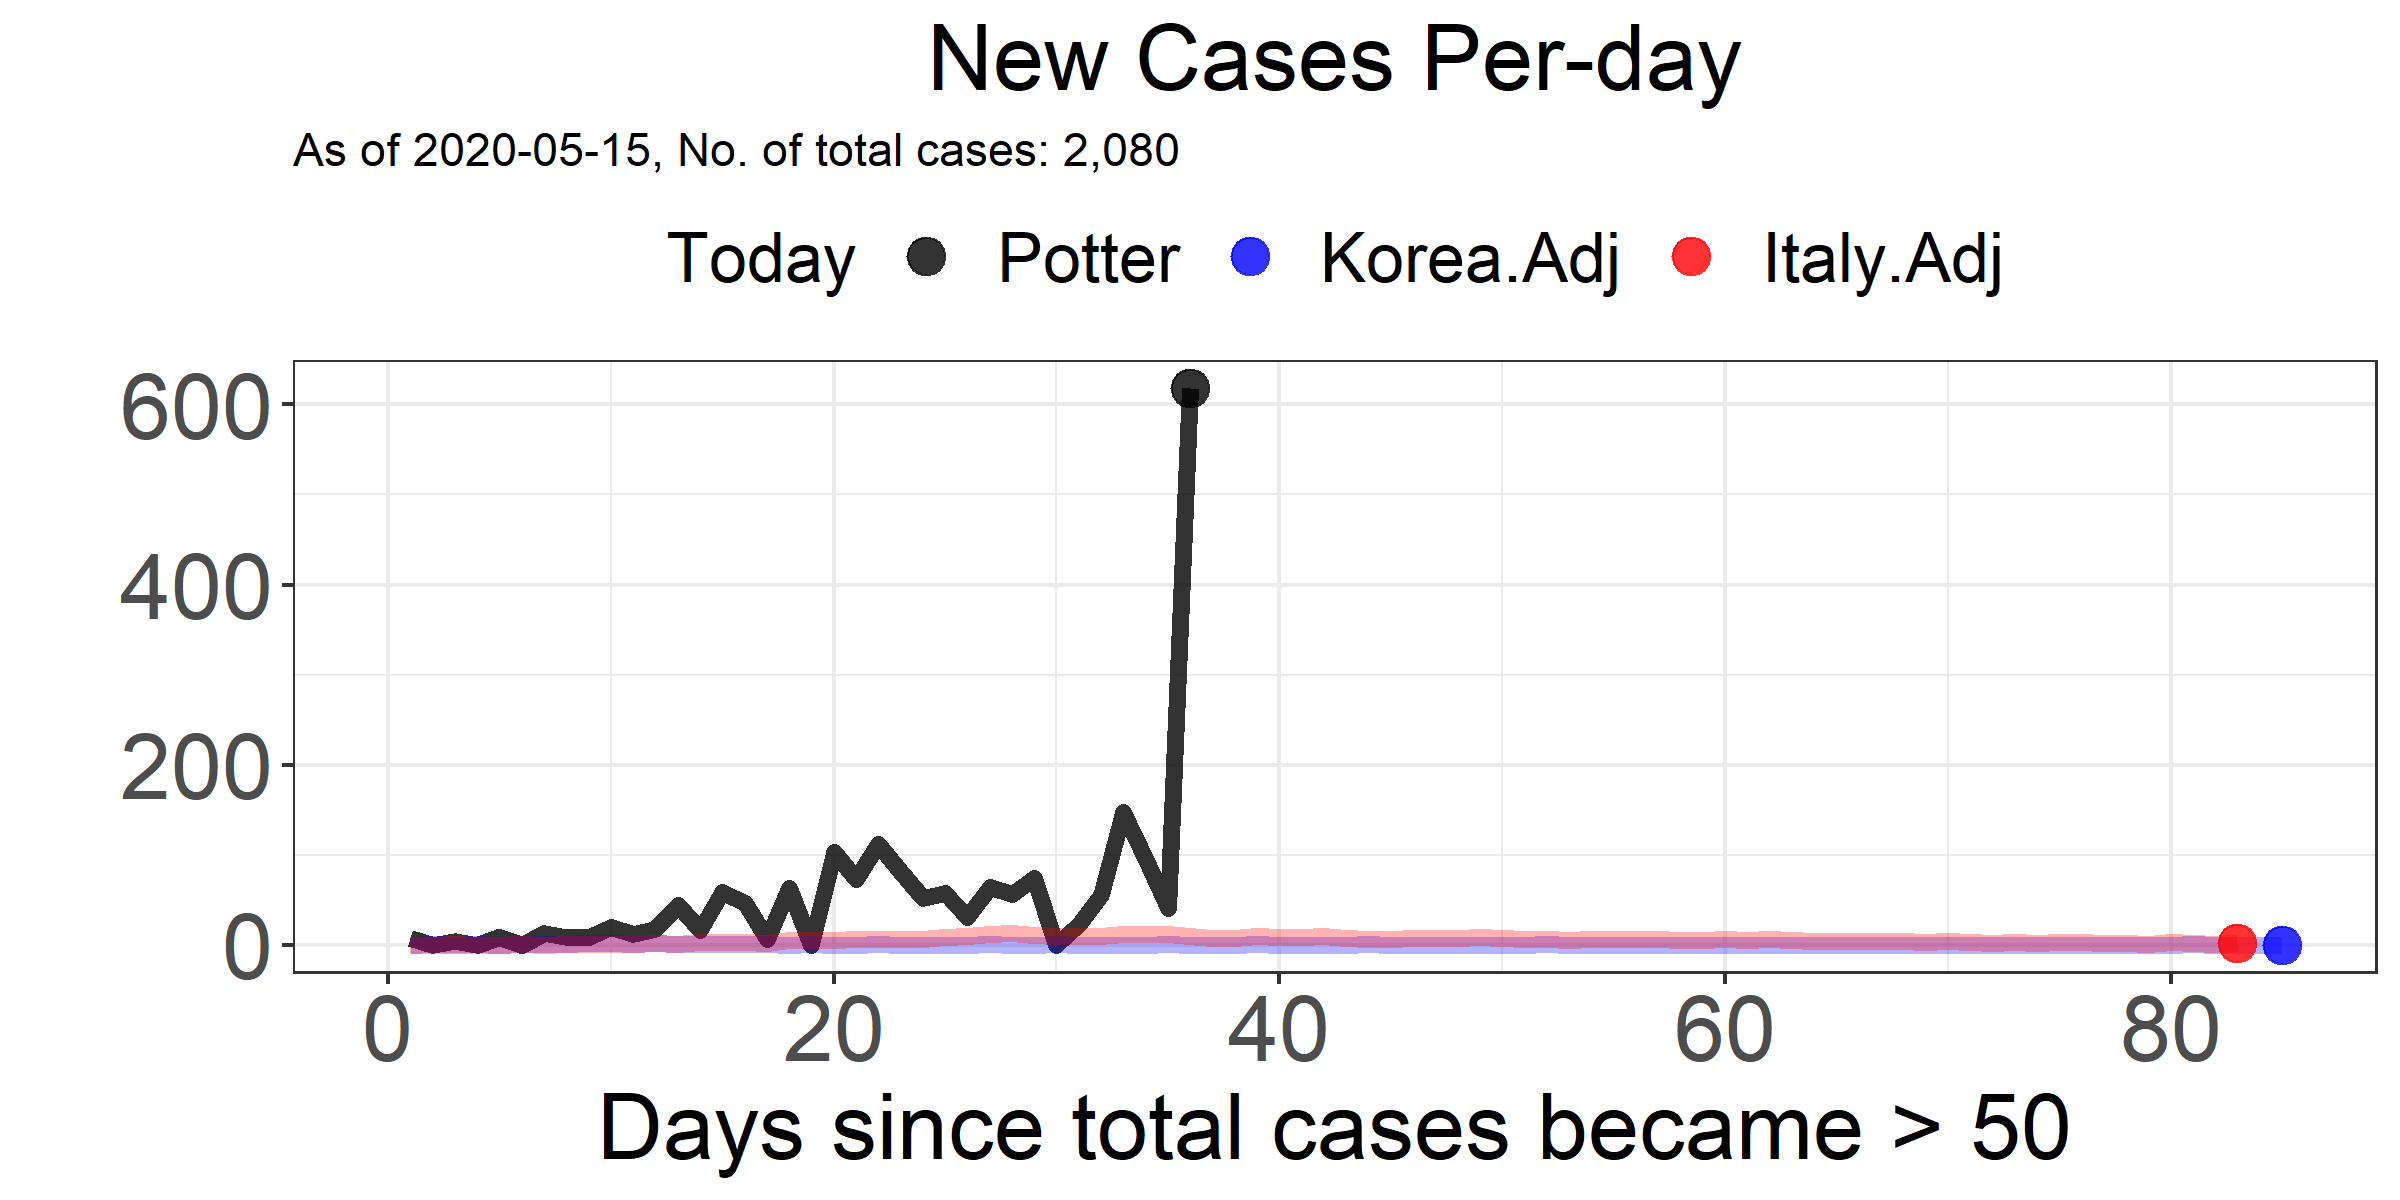 New Cases Per-day
As of 2020-05-15, No. of total cases: 2,080
Today Potter Korea.Adj Italy.Adj
600
400
200
0
0 20 40 60 80
Days since total cases became > 50